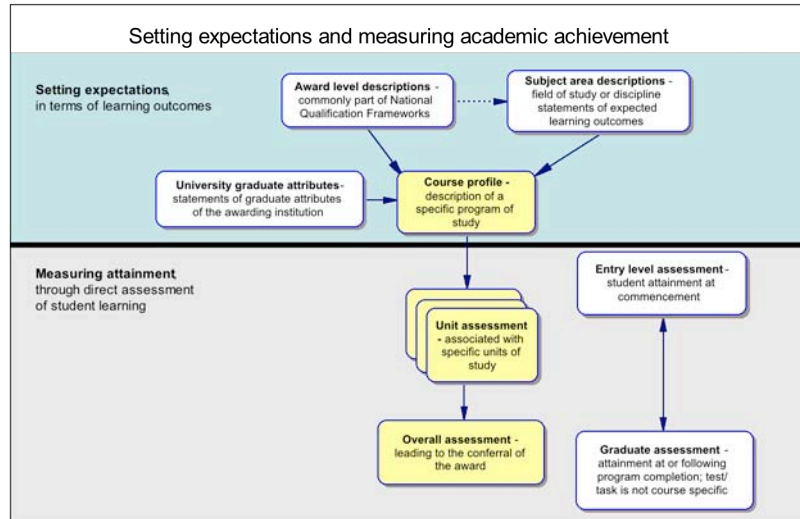 Setting expectations and measuring academic achievement
Setting expectations,
in terms of learning outcomes
Award level descriptions -
commonly part of National
Qualification Frameworks
Subject area descriptions -
field of study or discipline
statements of expected
learning outcomes
University graduate attributes-
statements of graduate attributes
of the awarding institution
Course profile -
description of a
specific program of
study
Measuring attainment,
through direct assessment
of student learning
Entry level assessment -
student attainment at
commencement
Unit assessment
- associated with
specific units of
study
Overall assessment -
leading to the conferral of
the award
Graduate assessment -
attainment at or following
program completion; test/
task is not course specific